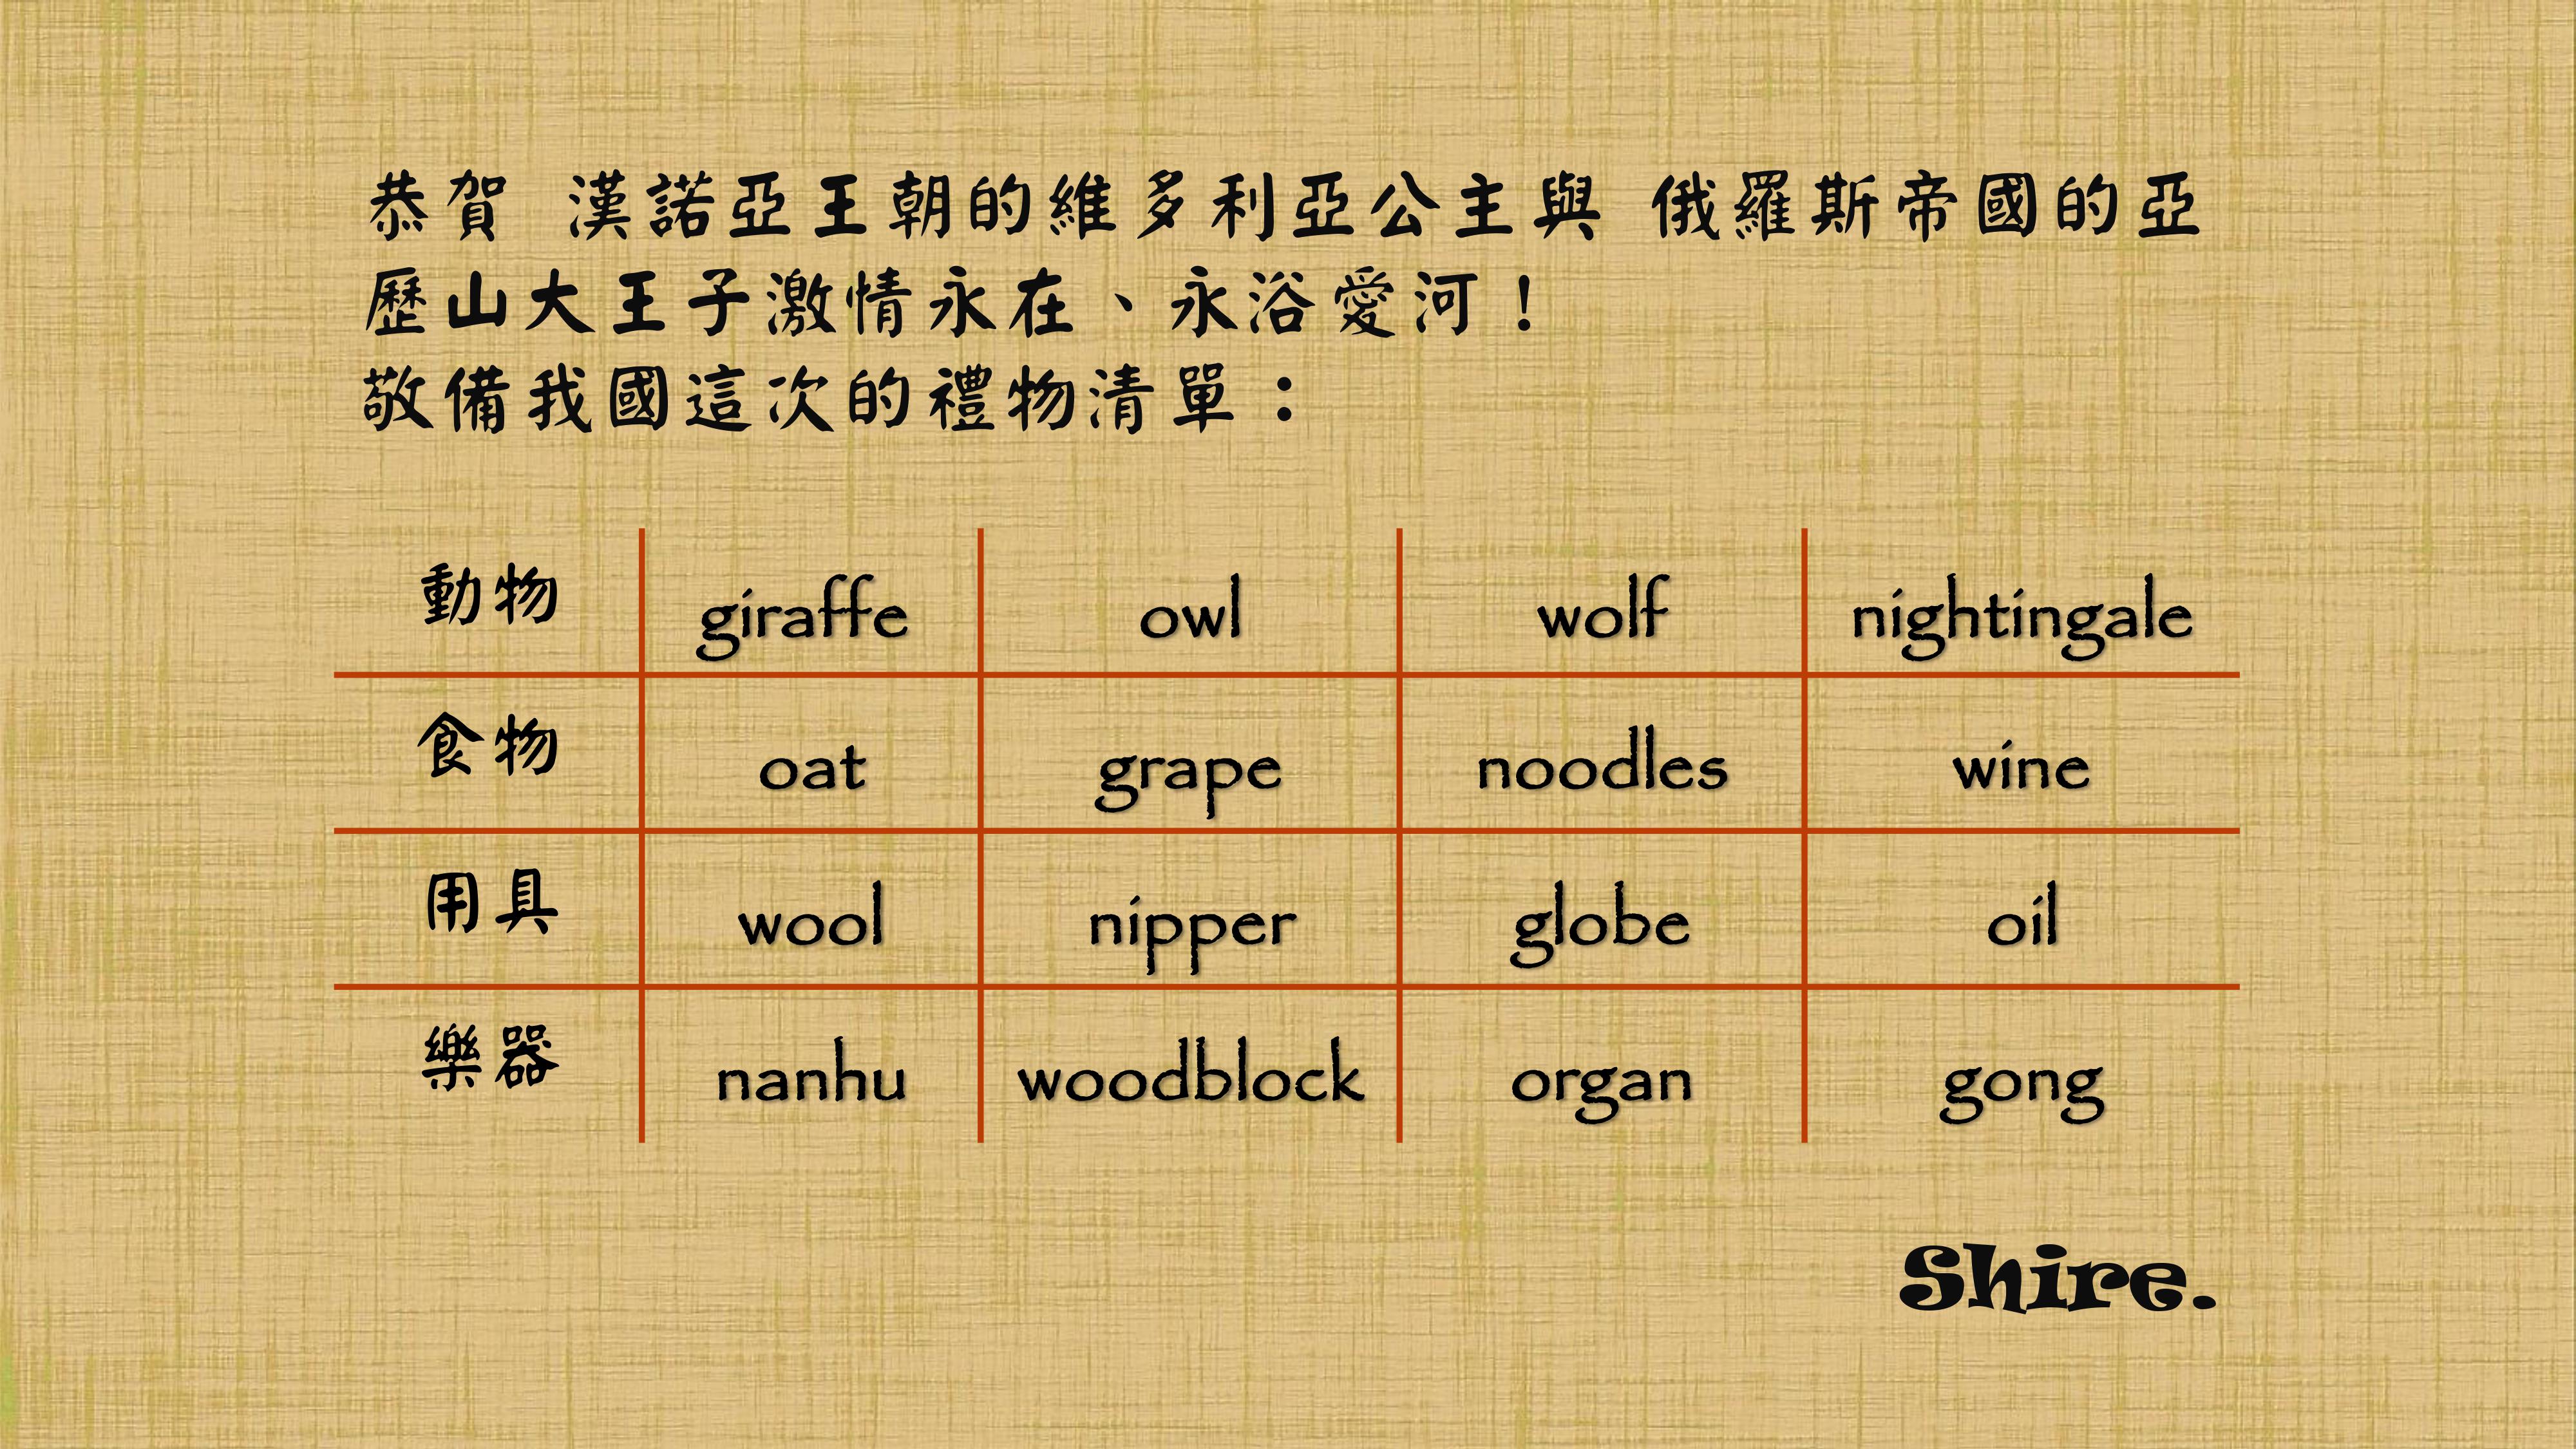 恭賀 漢諾亞王朝的維多利亞公主與 俄羅斯帝國的亞
歷山大王子激情永在、永浴愛河！
敬備我國這次的禮物清單：
動物 giraffe owl wolf nightingale
食物 oat grape noodles wine
用具 wool nipper globe oil
樂器 nanhu woodblock organ gong
Shire.